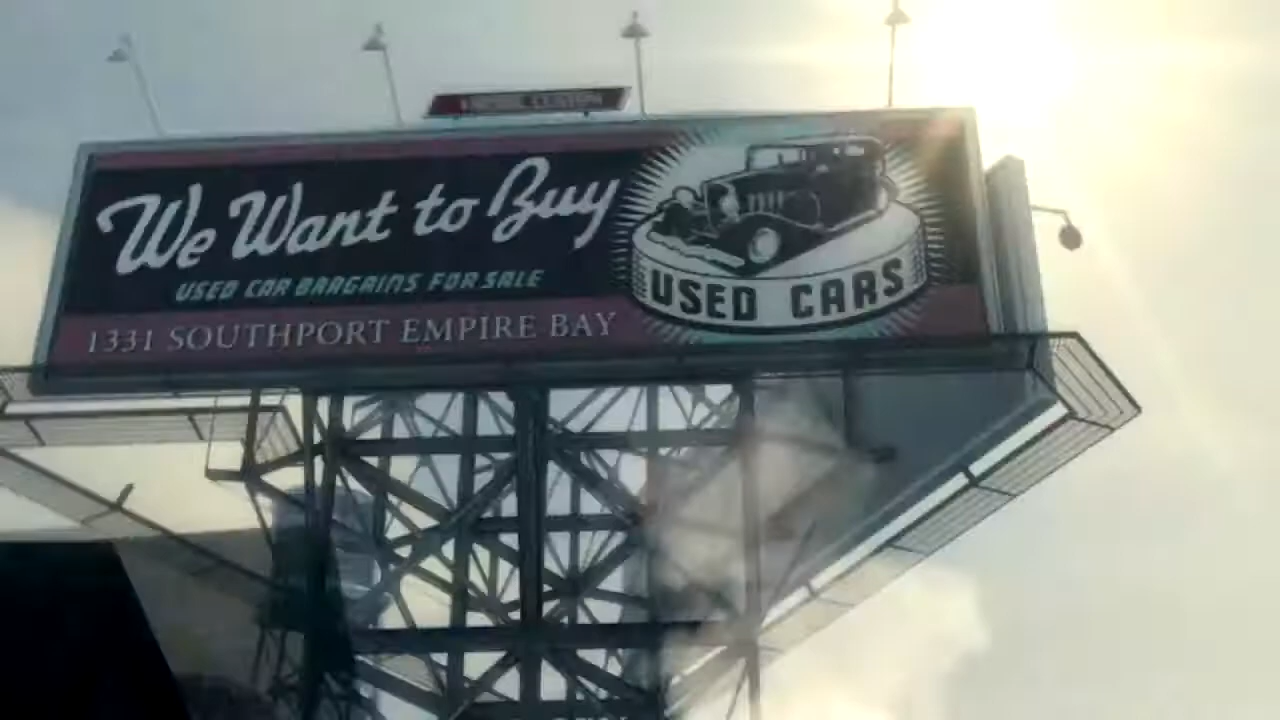 We Want to Buy
USED CAR BARGAINS FOR SALE
1331 SOUTHPORT EMPIRE BAY
USED CARS